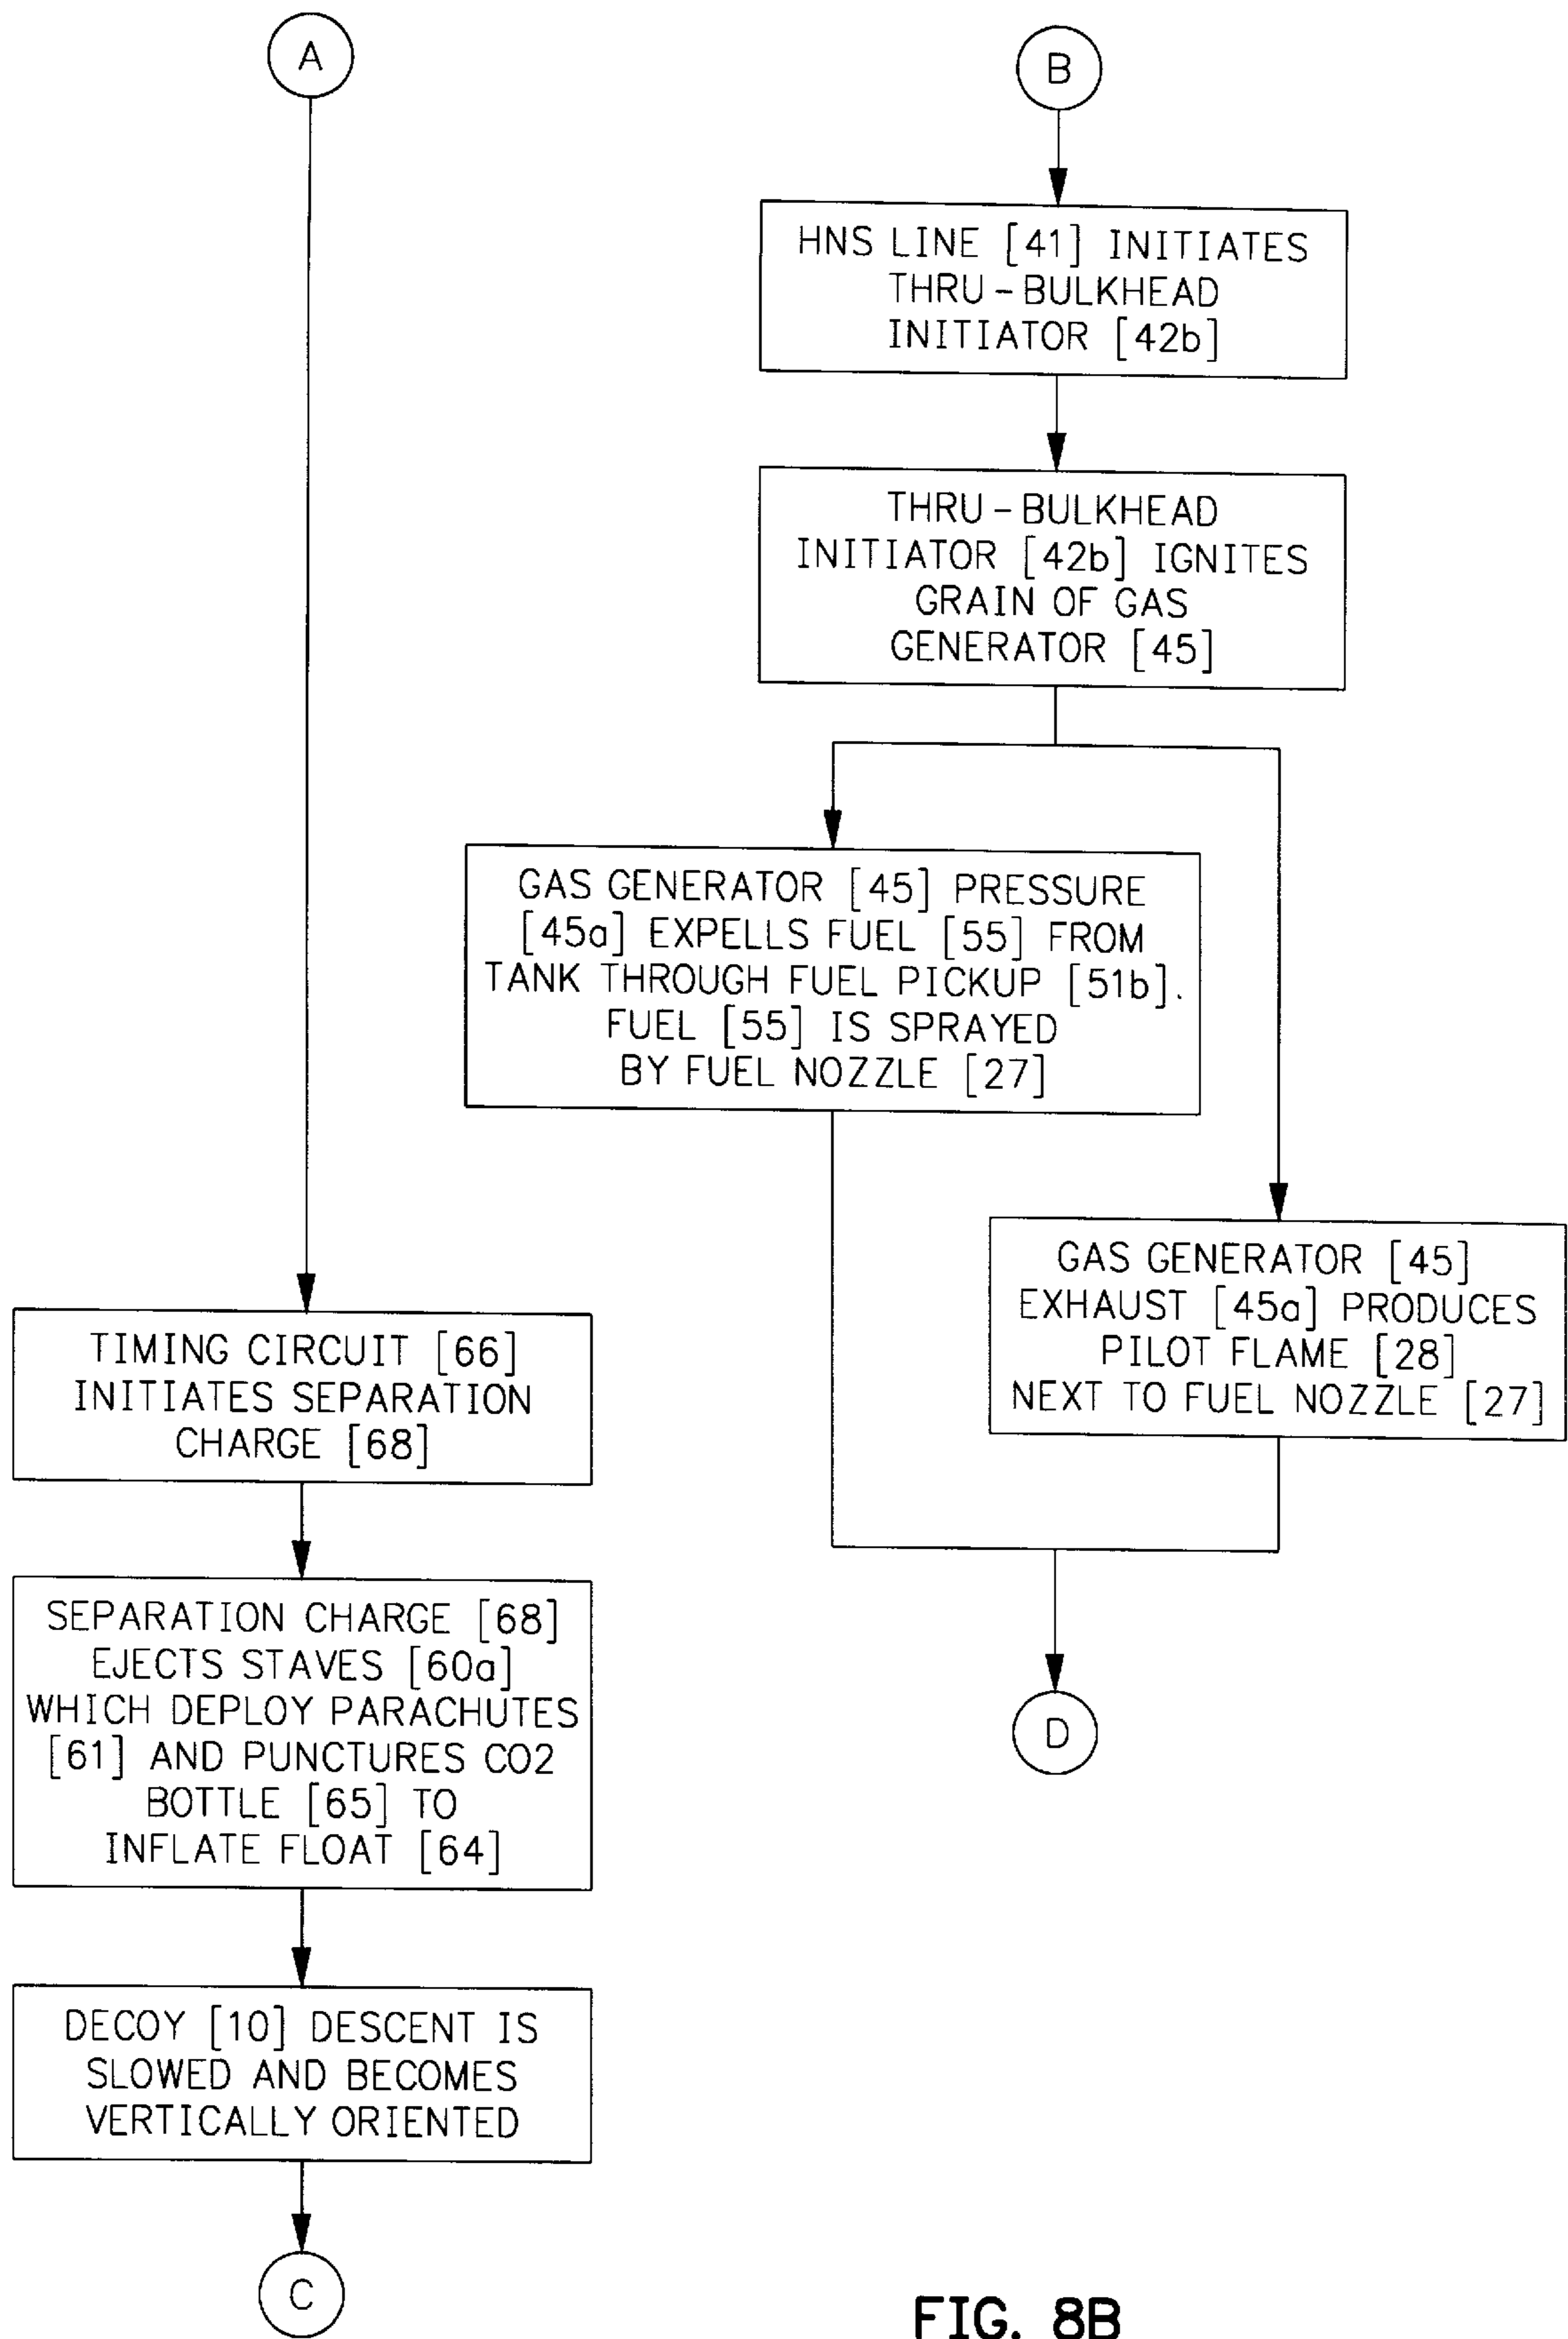 A
B
HNS LINE [41] INITIATES
THRU-BULKHEAD
INITIATOR [42b]
THRU-BULKHEAD
INITIATOR [42b] IGNITES
GRAIN OF GAS
GENERATOR [45]
GAS GENERATOR [45] PRESSURE
[45a] EXPELLS FUEL [55] FROM
TANK THROUGH FUEL PICKUP [51b].
FUEL [55] IS SPRAYED
BY FUEL NOZZLE [27]
GAS GENERATOR [45]
EXHAUST [45a] PRODUCES
PILOT FLAME [28]
NEXT TO FUEL NOZZLE [27]
TIMING CIRCUIT [66]
INITIATES SEPARATION
CHARGE [68]
SEPARATION CHARGE [68]
EJECTS STAVES [60a]
WHICH DEPLOY PARACHUTES
[61] AND PUNCTURES CO2
BOTTLE [65] TO
INFLATE FLOAT [64]
D
DECOY [10] DESCENT IS
SLOWED AND BECOMES
VERTICALLY ORIENTED
C
FIG. 8B